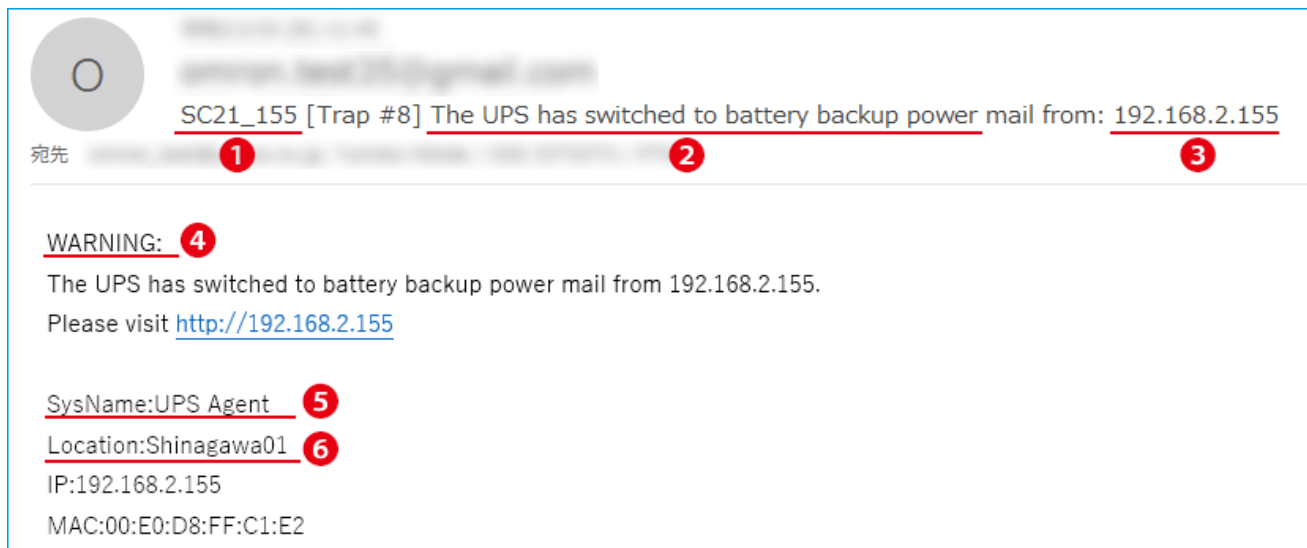 O
SC21_155 [Trap #8] The UPS has switched to battery backup power mail from: 192.168.2.155
宛先
1 2 3
WARNING: 4
The UPS has switched to battery backup power mail from 192.168.2.155.
Please visit http://192.168.2.155
SysName:UPS Agent 5
Location:Shinagawa01 6
IP:192.168.2.155
MAC:00:E0:D8:FF:C1:E2